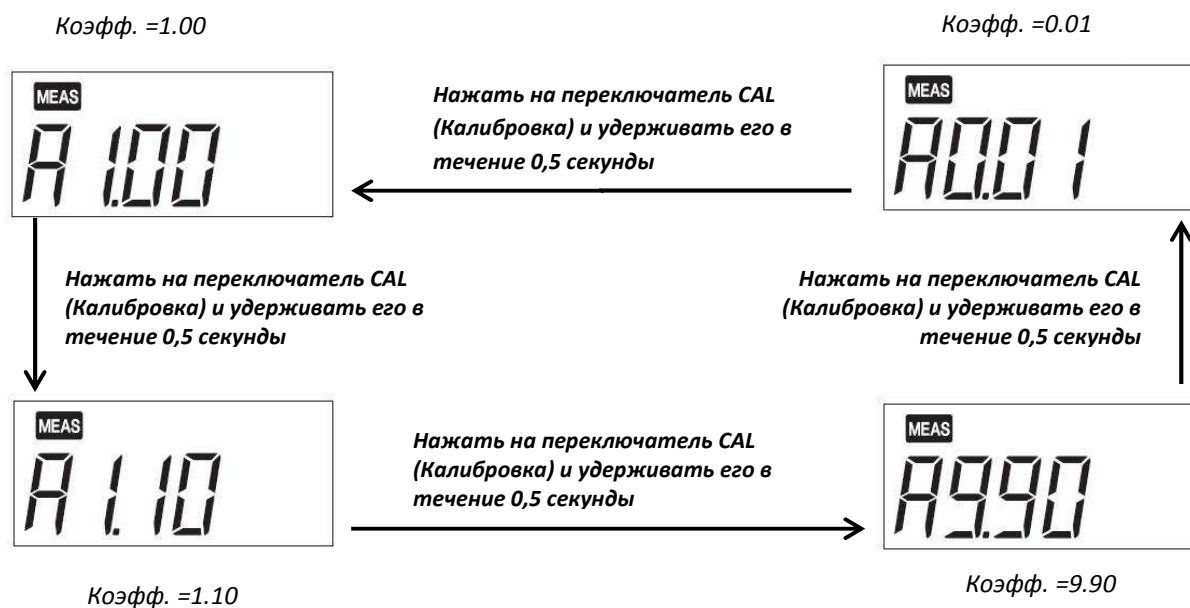 Коэфф. =1.00
Коэфф. =0.01
MEAS
A1.00
Нажать на переключатель CAL
(Калибровка) и удерживать его в
течение 0,5 секунды
MEAS
A0.01
Нажать на переключатель CAL
(Калибровка) и удерживать его в
течение 0,5 секунды
Нажать на переключатель CAL
(Калибровка) и удерживать его в
течение 0,5 секунды
MEAS
A1.10
Нажать на переключатель CAL
(Калибровка) и удерживать его в
течение 0,5 секунды
MEAS
A9.90
Коэфф. =1.10
Коэфф. =9.90